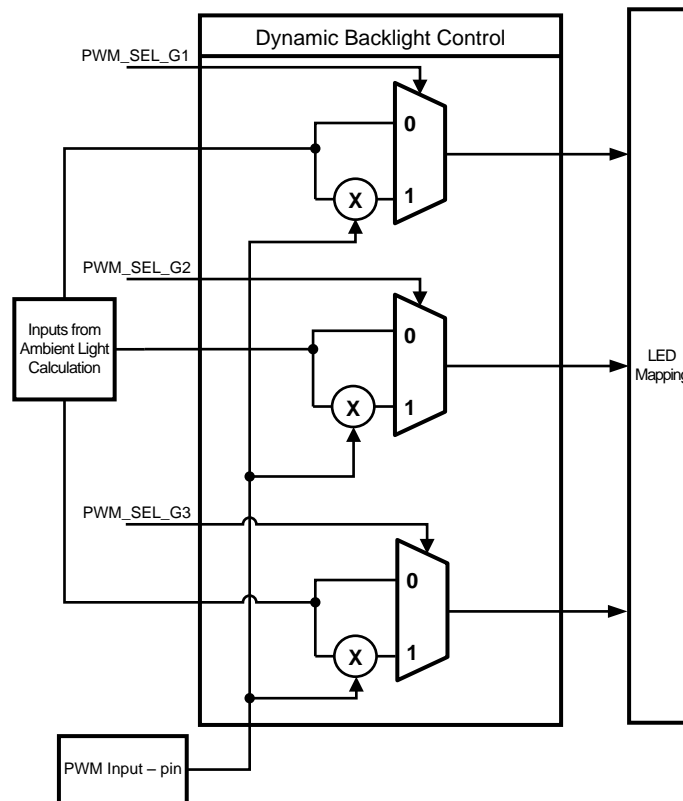 Dynamic Backlight Control
PWM_SEL_G1
0
X
1
PWM_SEL_G2
0
X
1
Inputs from
Ambient Light
Calculation
LED
Mapping
PWM_SEL_G3
0
X
1
PWM Input – pin